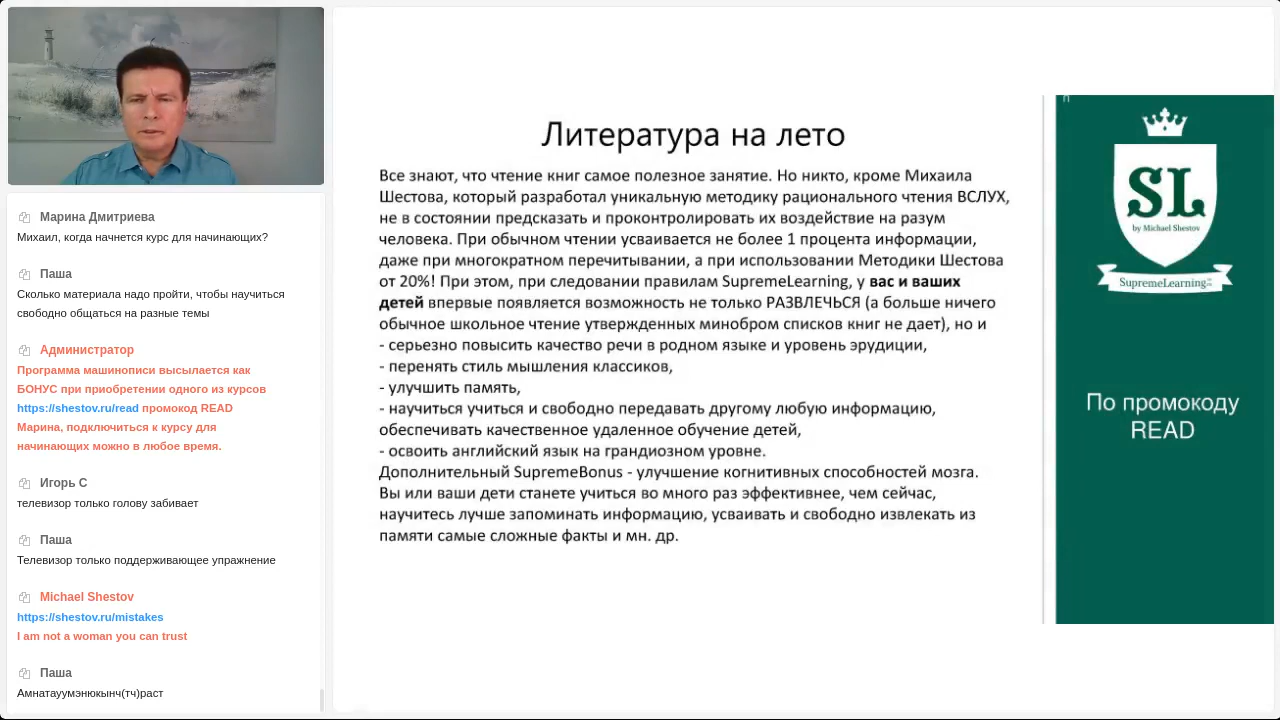 Марина Дмитриева
Михаил, когда начнется курс для начинающих?
Паша
Сколько материала надо пройти, чтобы научиться
свободно общаться на разные темы
Администратор
Программа машинописи высылается как
БОНУС при приобретении одного из курсов
https://shestov.ru/read промокод READ
Марина, подключиться к курсу для
начинающих можно в любое время.
Игорь С
телевизор только голову забивает
Паша
Телевизор только поддерживающее упражнение
Michael Shestov
https://shestov.ru/mistakes
I am not a woman you can trust
Паша
Амнатауумэнюкынч(тч)раст
Литература на лето
Все знают, что чтение книг самое полезное занятие. Но никто, кроме Михаила
Шестова, который разработал уникальную методику рационального чтения ВСЛУХ,
не в состоянии предсказать и проконтролировать их воздействие на разум
человека. При обычном чтении усваивается не более 1 процента информации,
даже при многократном перечитывании, а при использовании Методики Шестова
от 20%! При этом, при следовании правилам SupremeLearning, у вас и ваших
детей впервые появляется возможность не только РАЗВЛЕЧЬСЯ (а больше ничего
обычное школьное чтение утвержденных минобром списков книг не дает), но и
- серьезно повысить качество речи в родном языке и уровень эрудиции,
- перенять стиль мышления классиков,
- улучшить память,
- научиться учиться и свободно передавать другому любую информацию,
обеспечивать качественное удаленное обучение детей,
- освоить английский язык на грандиозном уровне.
Дополнительный SupremeBonus - улучшение когнитивных способностей мозга.
Вы или ваши дети станете учиться во много раз эффективнее, чем сейчас,
научитесь лучше запоминать информацию, усваивать и свободно извлекать из
памяти самые сложные факты и мн. др.
SL
by Michael Shestov
SupremeLearning
По промокоду
READ